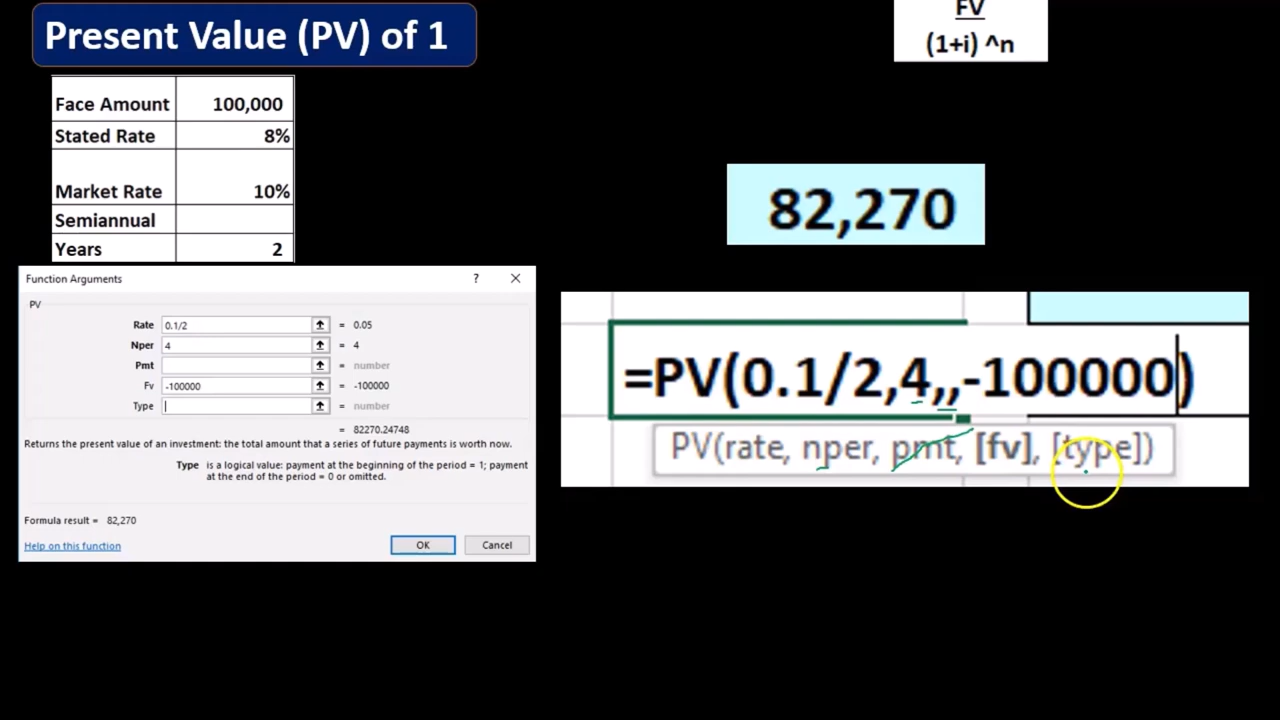 Present Value (PV) of 1
FV
(1+i) ^n
Face Amount 100,000
Stated Rate 8%
Market Rate 10%
Semiannual
Years 2
82,270
Function Arguments ? ×
PV
Rate 0.1/2 = 0.05
Nper 4 = 4
Pmt = number
Fv -100000 = -100000
Type = number
= 82270.24748
Returns the present value of an investment: the total amount that a series of future payments is worth now.
Type is a logical value: payment at the beginning of the period = 1; payment
at the end of the period = 0 or omitted.
Formula result = 82,270
Help on this function
OK Cancel
=PV(0.1/2,4,,-100000)
PV(rate, nper, pmt, [fv], [type])